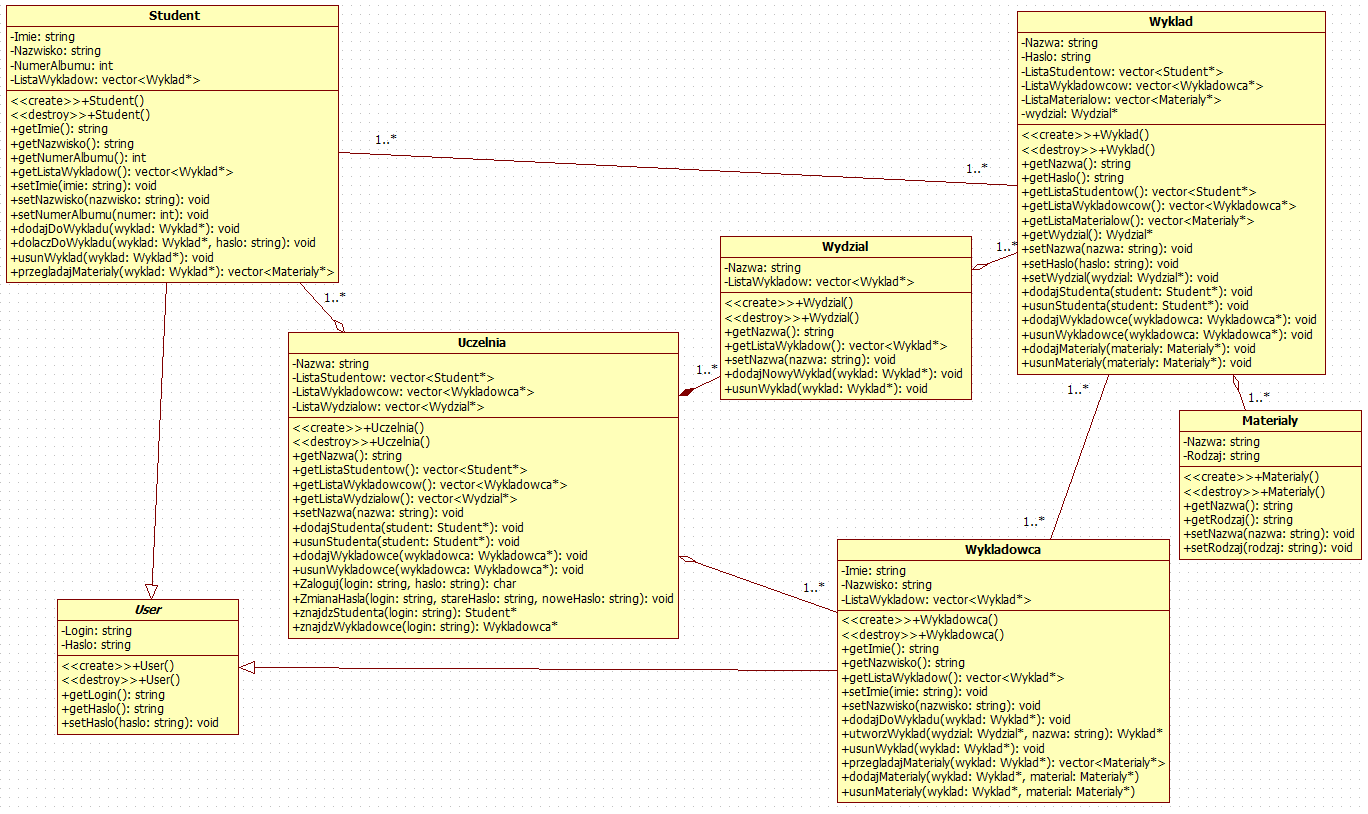 Student
-Imie: string
-Nazwisko: string
-NumerAlbumu: int
-ListaWykladow: vector<Wyklad*>
<<create>>+Student()
<<destroy>>+Student()
+getImie(): string
+getNazwisko(): string
+getNumerAlbumu(): int
+getListaWykladow(): vector<Wyklad*>
+setImie(imie: string): void
+setNazwisko(nazwisko: string): void
+setNumerAlbumu(numer: int): void
+dodajDoWykladu(wyklad: Wyklad*): void
+dolaczDoWykladu(wyklad: Wyklad*, haslo: string): void
+usunWyklad(wyklad: Wyklad*): void
+przegladajMaterialy(wyklad: Wyklad*): vector<Materialy*>
1..*
1..*
Wyklad
-Nazwa: string
-Haslo: string
-ListaStudentow: vector<Student*>
-ListaWykladowcow: vector<Wykladowca*>
-ListaMaterialow: vector<Materialy*>
-wydzial: Wydzial*
<<create>>+Wyklad()
<<destroy>>+Wyklad()
+getNazwa(): string
+getHaslo(): string
+getListaStudentow(): vector<Student*>
+getListaWykladowcow(): vector<Wykladowca*>
+getListaMaterialow(): vector<Materialy*>
+getWydzial(): Wydzial*
+setNazwa(nazwa: string): void
+setHaslo(haslo: string): void
+setWydzial(wydzial: Wydzial*): void
+dodajStudenta(student: Student*): void
+usunStudenta(student: Student*): void
+dodajWykladowce(wykladowca: Wykladowca*): void
+usunWykladowce(wykladowca: Wykladowca*): void
+dodajMaterialy(materialy: Materialy*): void
+usunMaterialy(materialy: Materialy*): void
1..*
Wydzial
-Nazwa: string
-ListaWykladow: vector<Wyklad*>
<<create>>+Wydzial()
<<destroy>>+Wydzial()
+getNazwa(): string
+getListaWykladow(): vector<Wyklad*>
+setNazwa(nazwa: string): void
+dodajNowyWyklad(wyklad: Wyklad*): void
+usunWyklad(wyklad: Wyklad*): void
1..*
1..*
Uczelnia
-Nazwa: string
-ListaStudentow: vector<Student*>
-ListaWykladowcow: vector<Wykladowca*>
-ListaWydzialow: vector<Wydzial*>
<<create>>+Uczelnia()
<<destroy>>+Uczelnia()
+getNazwa(): string
+getListaStudentow(): vector<Student*>
+getListaWykladowcow(): vector<Wykladowca*>
+getListaWydzialow(): vector<Wydzial*>
+setNazwa(nazwa: string): void
+dodajStudenta(student: Student*): void
+usunStudenta(student: Student*): void
+dodajWykladowce(wykladowca: Wykladowca*): void
+usunWykladowce(wykladowca: Wykladowca*): void
+Zaloguj(login: string, haslo: string): char
+ZmianaHasla(login: string, stareHaslo: string, noweHaslo: string): void
+znajdzStudenta(login: string): Student*
+znajdzWykladowce(login: string): Wykladowca*
1..*
1..*
Materialy
-Nazwa: string
-Rodzaj: string
<<create>>+Materialy()
<<destroy>>+Materialy()
+getNazwa(): string
+getRodzaj(): string
+setNazwa(nazwa: string): void
+setRodzaj(rodzaj: string): void
1..*
1..*
Wykladowca
-Imie: string
-Nazwisko: string
-ListaWykladow: vector<Wyklad*>
<<create>>+Wykladowca()
<<destroy>>+Wykladowca()
+getImie(): string
+getNazwisko(): string
+getListaWykladow(): vector<Wyklad*>
+setImie(imie: string): void
+setNazwisko(nazwisko: string): void
+dodajDoWykladu(wyklad: Wyklad*): void
+utworzWyklad(wydzial: Wydzial*, nazwa: string): Wyklad*
+usunWyklad(wyklad: Wyklad*): void
+przegladajMaterialy(wyklad: Wyklad*): vector<Materialy*>
+dodajMaterialy(wyklad: Wyklad*, material: Materialy*)
+usunMaterialy(wyklad: Wyklad*, material: Materialy*)
User
-Login: string
-Haslo: string
<<create>>+User()
<<destroy>>+User()
+getLogin(): string
+getHaslo(): string
+setHaslo(haslo: string): void